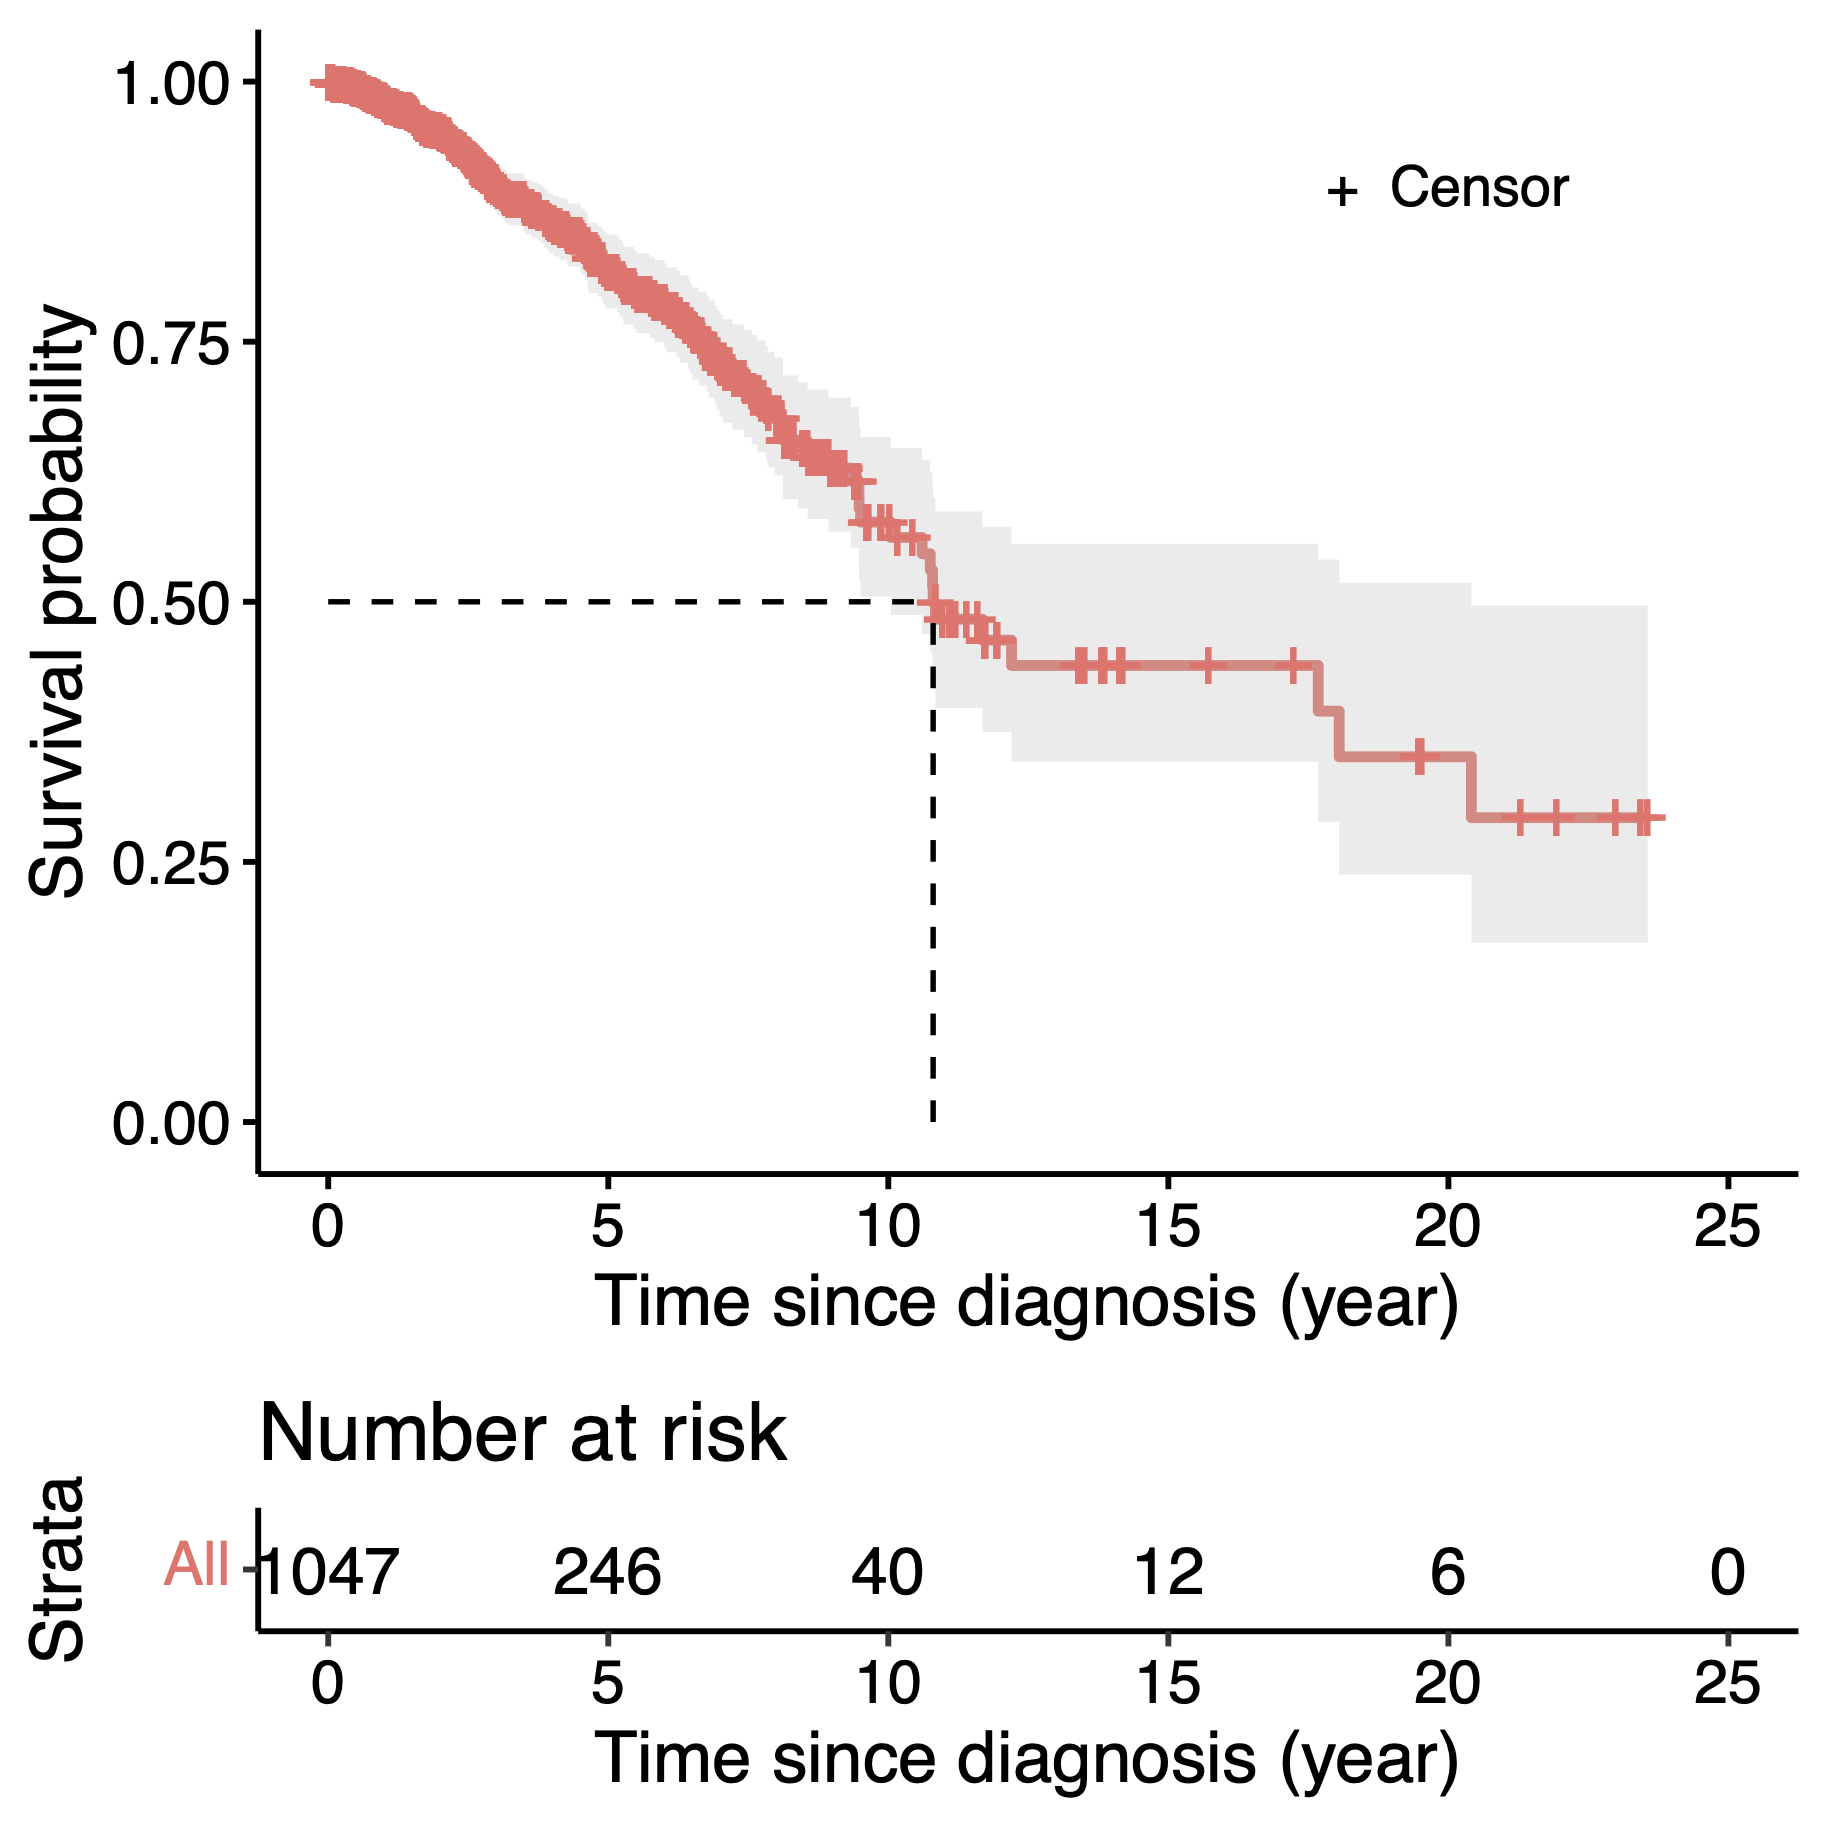 1.00
0.75
0.50
0.25
0.00
Survival probability
+ Censor
0 5 10 15 20 25
Time since diagnosis (year)
Number at risk
Strata
All 1047 246 40 12 6 0
0 5 10 15 20 25
Time since diagnosis (year)